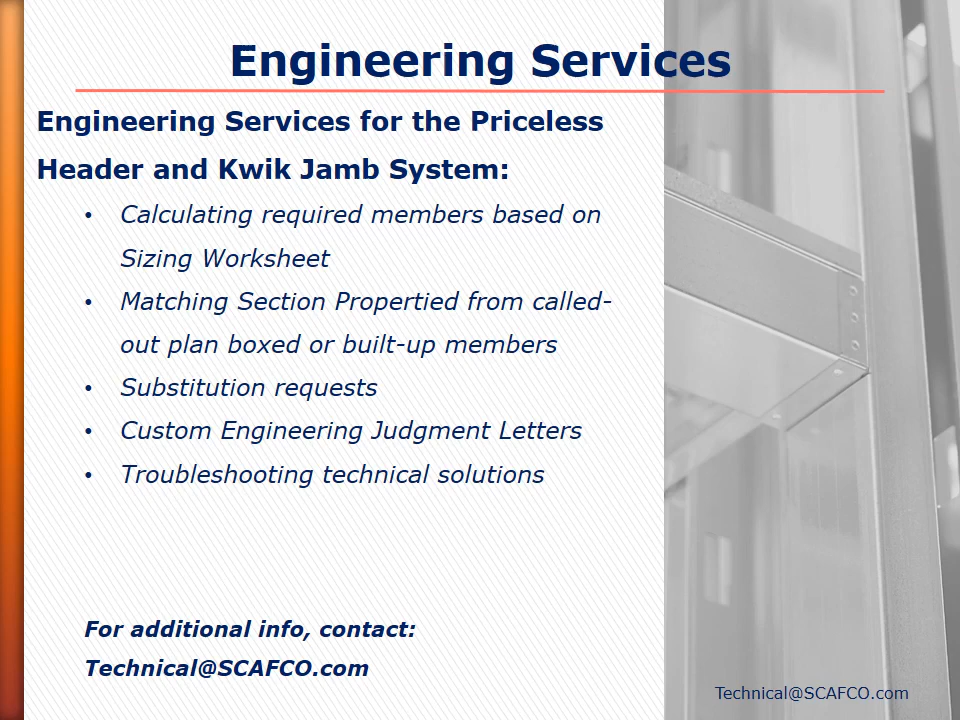 Engineering Services
Engineering Services for the Priceless
Header and Kwik Jamb System:
• Calculating required members based on
Sizing Worksheet
• Matching Section Propertied from called-
out plan boxed or built-up members
• Substitution requests
• Custom Engineering Judgment Letters
• Troubleshooting technical solutions
For additional info, contact:
Technical@SCAFCO.com
Technical@SCAFCO.com